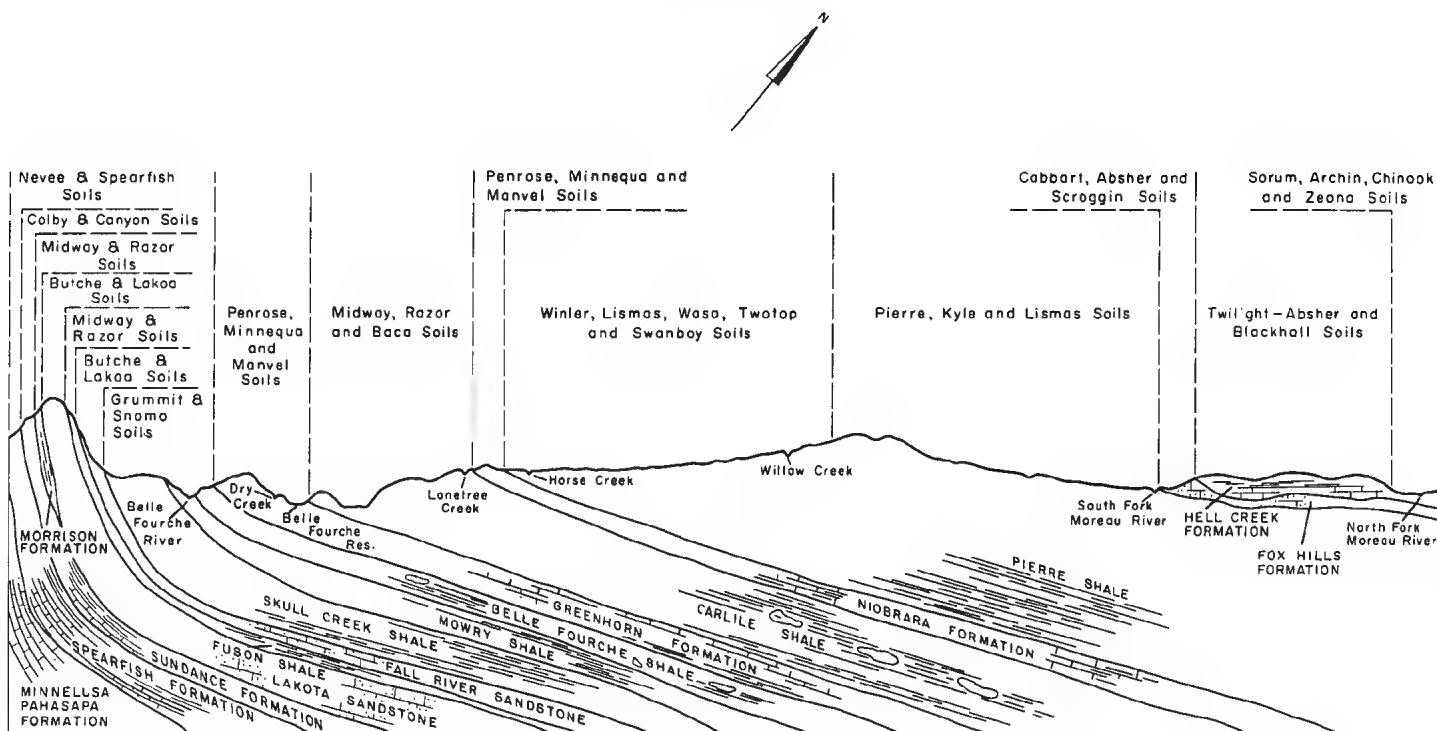 N
Nevee & Spearfish
Soils
Colby & Canyon Soils
Midway & Razor
Soils
Butche & Lakoa
Soils
Midway &
Razor Soils
Butche &
Lakoa Soils
Grummit &
Snomo
Soils
Penrose,
Minnequa
and
Manvel
Soils
Midway, Razor
and Baca Soils
Penrose, Minnequa and
Manvel Soils
Winler, Lismas, Wasa, Twotop
and Swanboy Soils
Pierre, Kyle and Lismas Soils
Cabbart, Absher and
Scroggin Soils
Sorum, Archin, Chinook
and Zeona Soils
Twilight-Absher and
Blackhall Soils
Belle
Fourche
River
Dry
Creek
Belle
Fourche
Res.
Lonetree
Creek
Horse Creek
Willow Creek
South Fork
Moreau River
HELL CREEK
FORMATION
FOX HILLS
FORMATION
North Fork
Moreau River
MORRISON
FORMATION
PIERRE SHALE
NIOBRARA FORMATION
CARLILE
SHALE
GREENHORN FORMATION
BELLE FOURCHE SHALE
MOWRY SHALE
SKULL CREEK SHALE
FALL RIVER SANDSTONE
FUSON SHALE
LAKOTA SANDSTONE
SUNDANCE FORMATION
SPEARFISH FORMATION
MINNELUSA
PAHASAPA
FORMATION